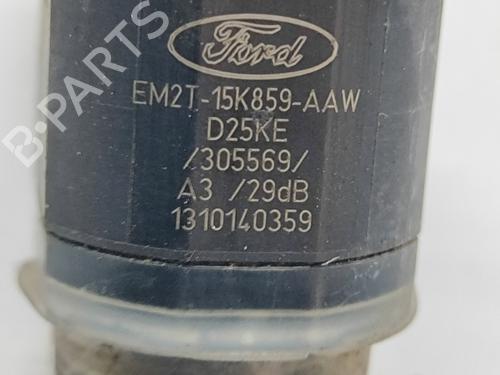 Ford
EM2T-15K859-AAW
D25KE
/305569/
A3 /29dB
1310140359
B-PARTS